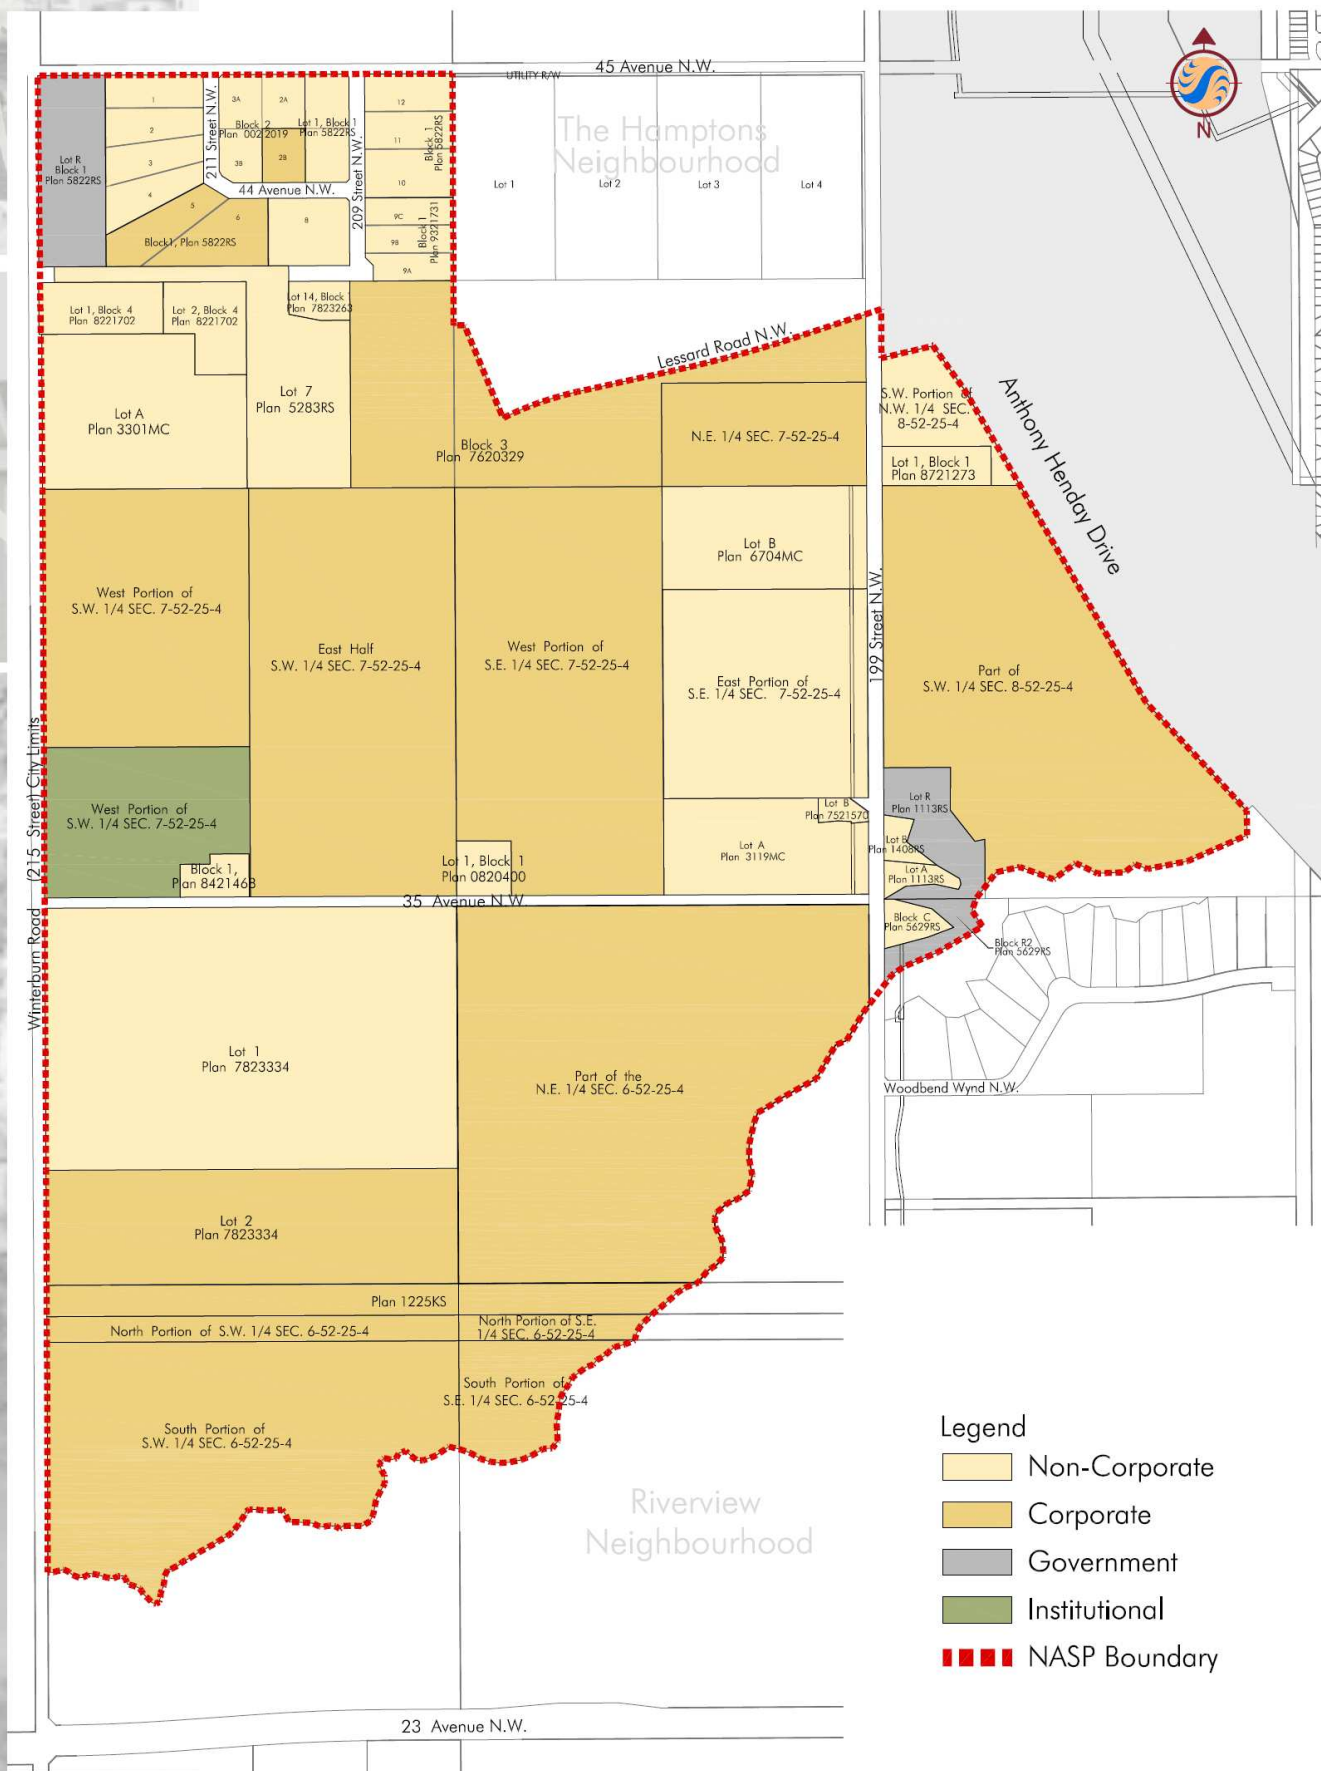 45 Avenue N.W.
UTILITY R/W
The Hamptons
Neighbourhood
Lot 1
Lot 2
Lot 3
Lot 4
N
Lot R
Block 1
Plan 5822RS
1
2
3
4
5
6
Block1, Plan 5822RS
211 Street N.W.
3A
2A
Block 2
Plan 002 2019
3B
2B
Lot 1, Block 1
Plan 5822RS
44 Avenue N.W.
8
209 Street N.W.
12
11
10
Block 1
Plan 5822RS
9C
9B
9A
Block 1
Plan 9321731
Lot 1, Block 4
Plan 8221702
Lot 2, Block 4
Plan 8221702
Lot 14, Block
Plan 7823263
Lot A
Plan 3301MC
Lot 7
Plan 5283RS
Block 3
Plan 7620329
Lessard Road N.W.
N.E. 1/4 SEC. 7-52-25-4
S.W. Portion of
N.W. 1/4 SEC.
8-52-25-4
Lot 1, Block 1
Plan 8721273
Anthony Henday Drive
West Portion of
S.W. 1/4 SEC. 7-52-25-4
East Half
S.W. 1/4 SEC. 7-52-25-4
West Portion of
S.E. 1/4 SEC. 7-52-25-4
Lot B
Plan 6704MC
East Portion of
S.E. 1/4 SEC. 7-52-25-4
199 Street N.W.
Part of
S.W. 1/4 SEC. 8-52-25-4
West Portion of
S.W. 1/4 SEC. 7-52-25-4
Block 1,
Plan 8421468
Lot 1, Block 1
Plan 0820400
Lot A
Plan 3119MC
Lot B
Plan 7521570
Lot R
Plan 1113RS
Lot B
Plan 1408RS
Lot A
Plan 1113RS
Block C
Plan 5629RS
Block R2
Plan 5629RS
35 Avenue N.W.
Winterburn Road (215 Street) City Limits
Lot 1
Plan 7823334
Part of the
N.E. 1/4 SEC. 6-52-25-4
Woodbend Wynd N.W.
Lot 2
Plan 7823334
Plan 1225KS
North Portion of S.W. 1/4 SEC. 6-52-25-4
North Portion of S.E.
1/4 SEC. 6-52-25-4
South Portion of
S.E. 1/4 SEC. 6-52-25-4
South Portion of
S.W. 1/4 SEC. 6-52-25-4
Riverview
Neighbourhood
23 Avenue N.W.
Legend
Non-Corporate
Corporate
Government
Institutional
NASP Boundary